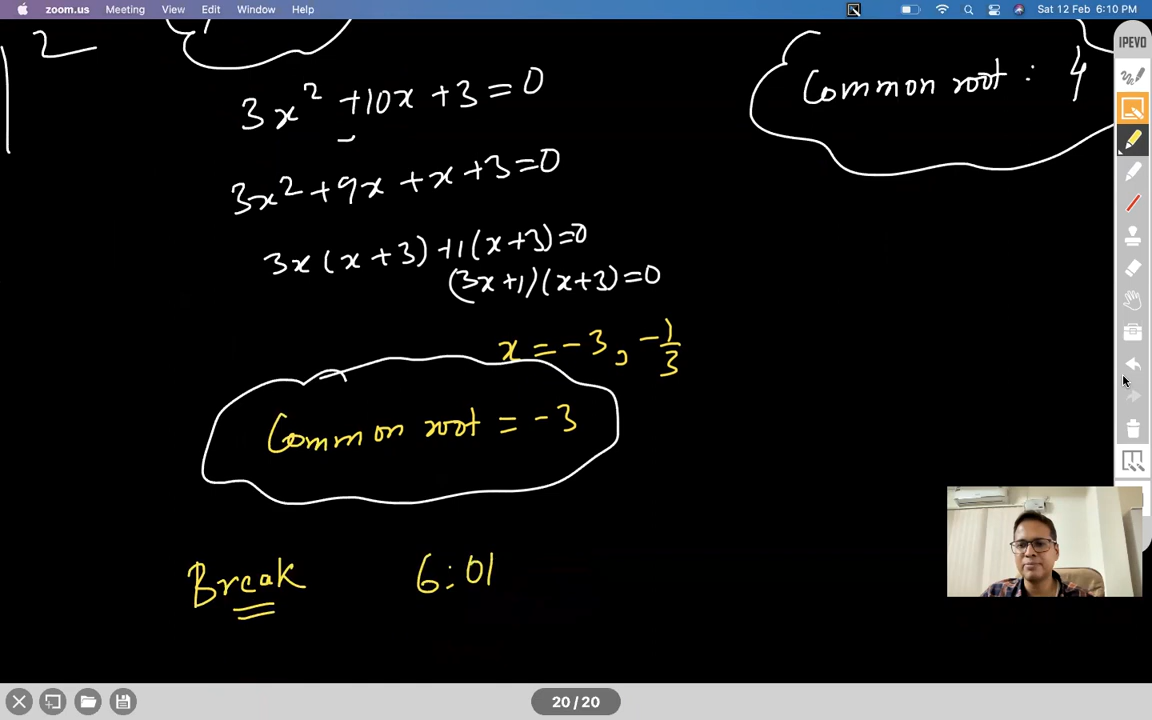 zoom.us Meeting View Edit Window Help Sat 12 Feb 6:10 PM
IPEVO
2
Common root : 4
3x² +10x +3 = 0
3x² +9x +x +3 = 0
3x(x+3) +1(x+3) = 0
(3x+1)(x+3) = 0
x = -3, -1/3
Common root = -3
Break 6:01
20 / 20